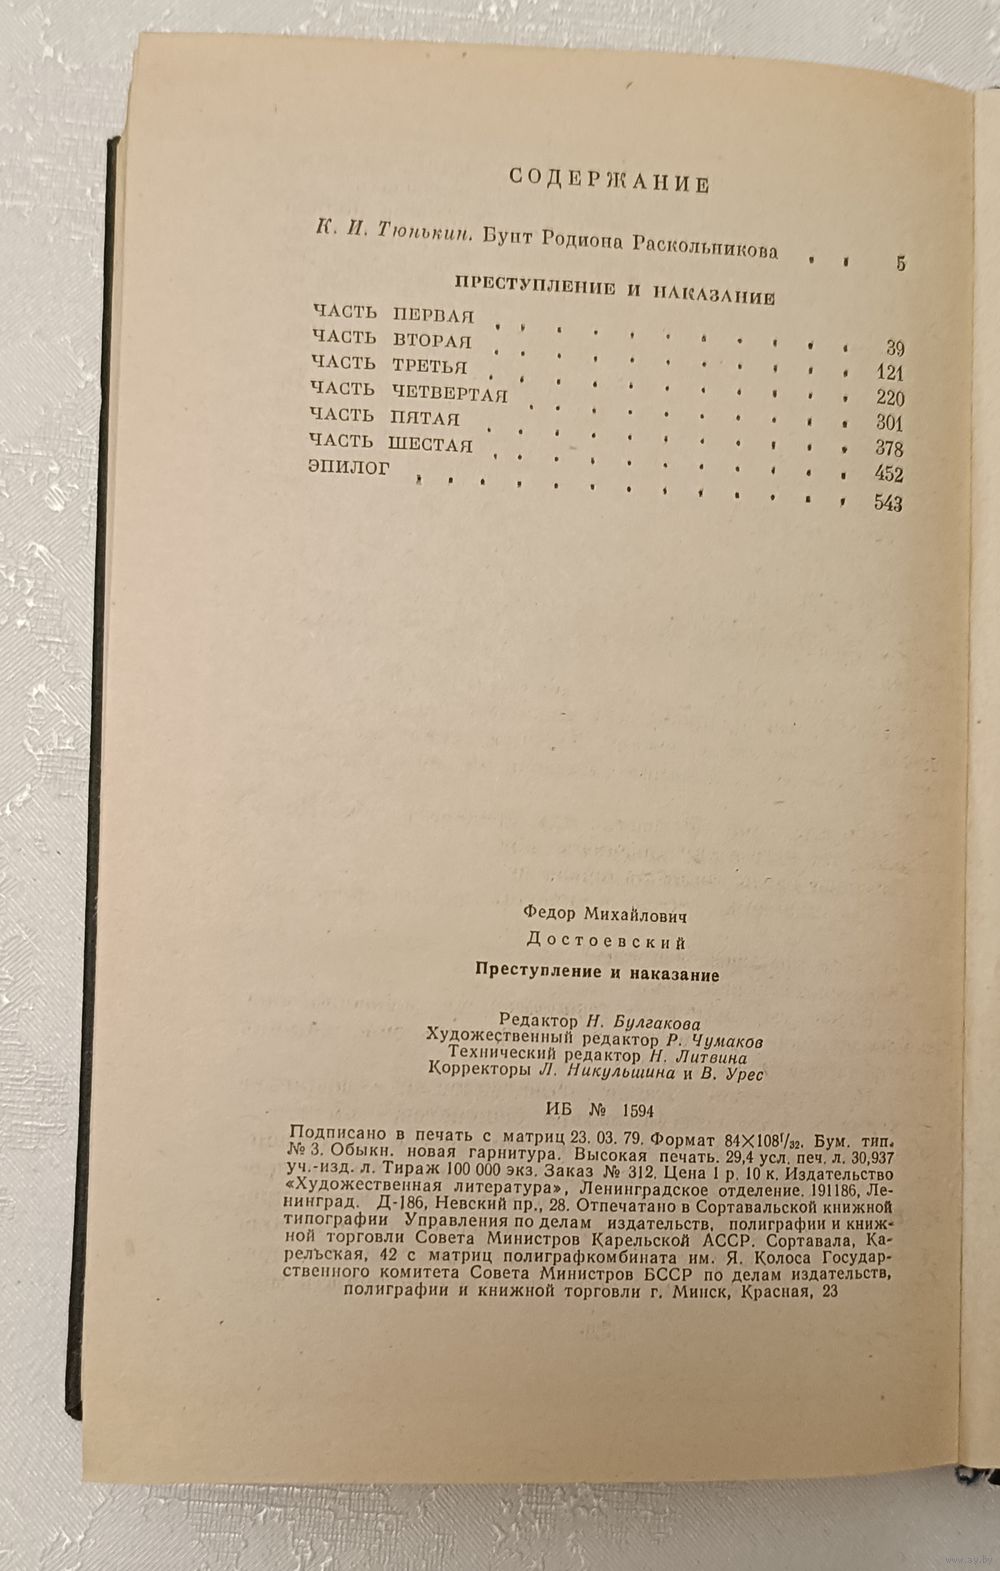 СОДЕРЖАНИЕ
К. И. Тюнькин. Бунт Родиона Раскольникова . . 5
ПРЕСТУПЛЕНИЕ И НАКАЗАНИЕ
ЧАСТЬ ПЕРВАЯ . . . . . . . . . . . 39
ЧАСТЬ ВТОРАЯ . . . . . . . . . . . 121
ЧАСТЬ ТРЕТЬЯ . . . . . . . . . . . 220
ЧАСТЬ ЧЕТВЕРТАЯ . . . . . . . . . . 301
ЧАСТЬ ПЯТАЯ . . . . . . . . . . . 378
ЧАСТЬ ШЕСТАЯ . . . . . . . . . . . 452
ЭПИЛОГ . . . . . . . . . . . . . 543
Федор Михайлович
Достоевский
Преступление и наказание
Редактор Н. Булгакова
Художественный редактор Р. Чумаков
Технический редактор Н. Литвина
Корректоры Л. Никульшина и В. Урес
ИБ № 1594
Подписано в печать с матриц 23. 03. 79. Формат 84×108¹/₃₂. Бум. тип.
№ 3. Обыкн. новая гарнитура. Высокая печать. 29,4 усл. печ. л. 30,937
уч.-изд. л. Тираж 100 000 экз. Заказ № 312. Цена 1 р. 10 к. Издательство
«Художественная литература», Ленинградское отделение. 191186, Ле-
нинград. Д-186, Невский пр., 28. Отпечатано в Сортавальской книжной
типографии Управления по делам издательств, полиграфии и книж-
ной торговли Совета Министров Карельской АССР. Сортавала, Ка-
рельская, 42 с матриц полиграфкомбината им. Я. Колоса Государ-
ственного комитета Совета Министров БССР по делам издательств,
полиграфии и книжной торговли г. Минск, Красная, 23
www.ay.by